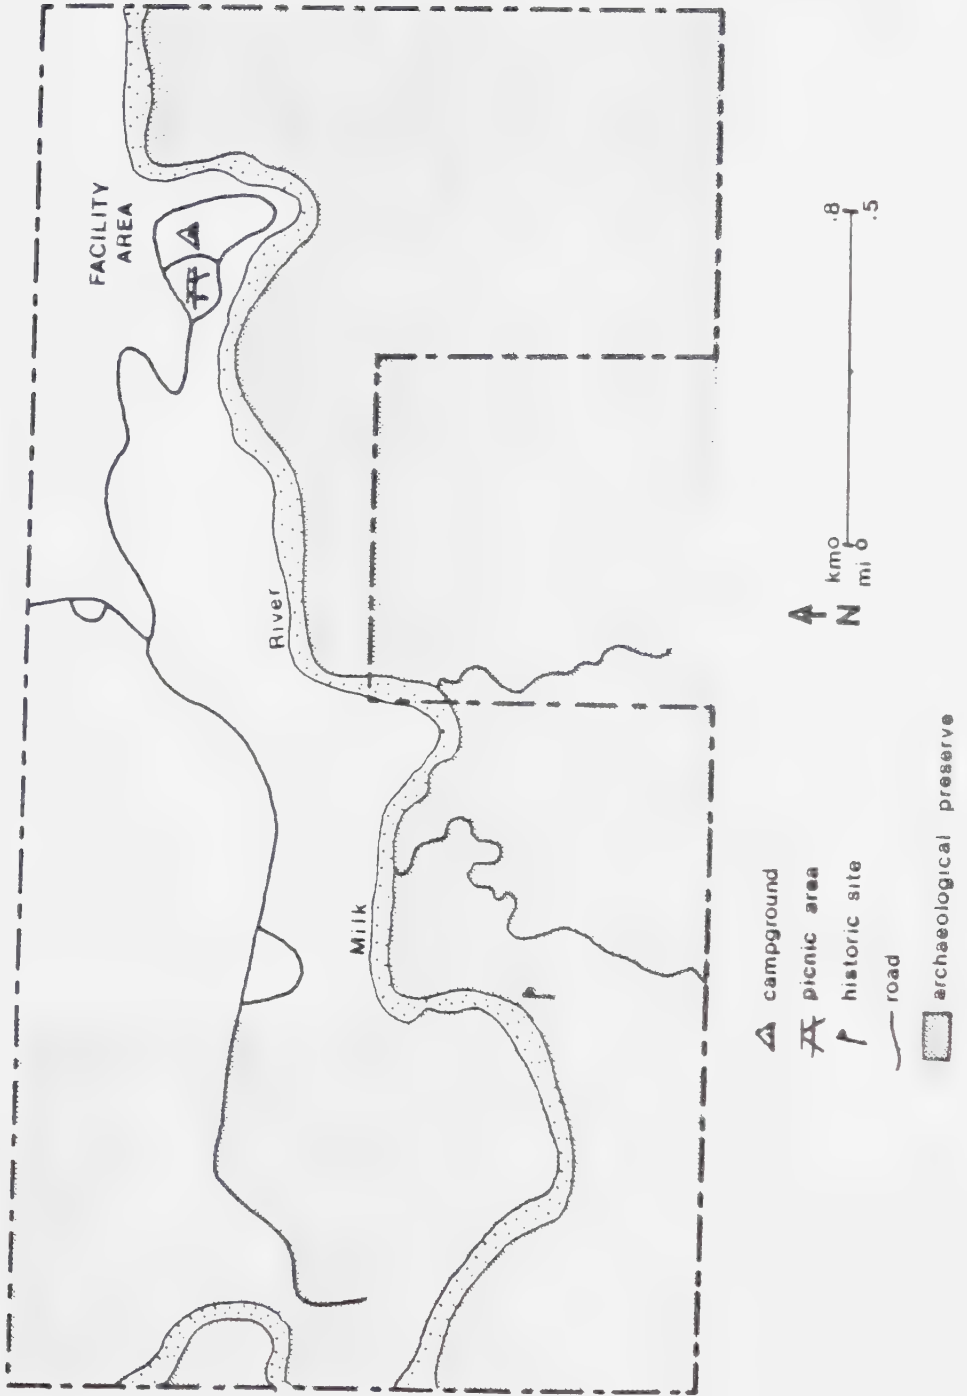 FACILITY
AREA
River
Milk
N
km 0 .8
mi 0 .5
campground
picnic area
historic site
road
archaeological preserve